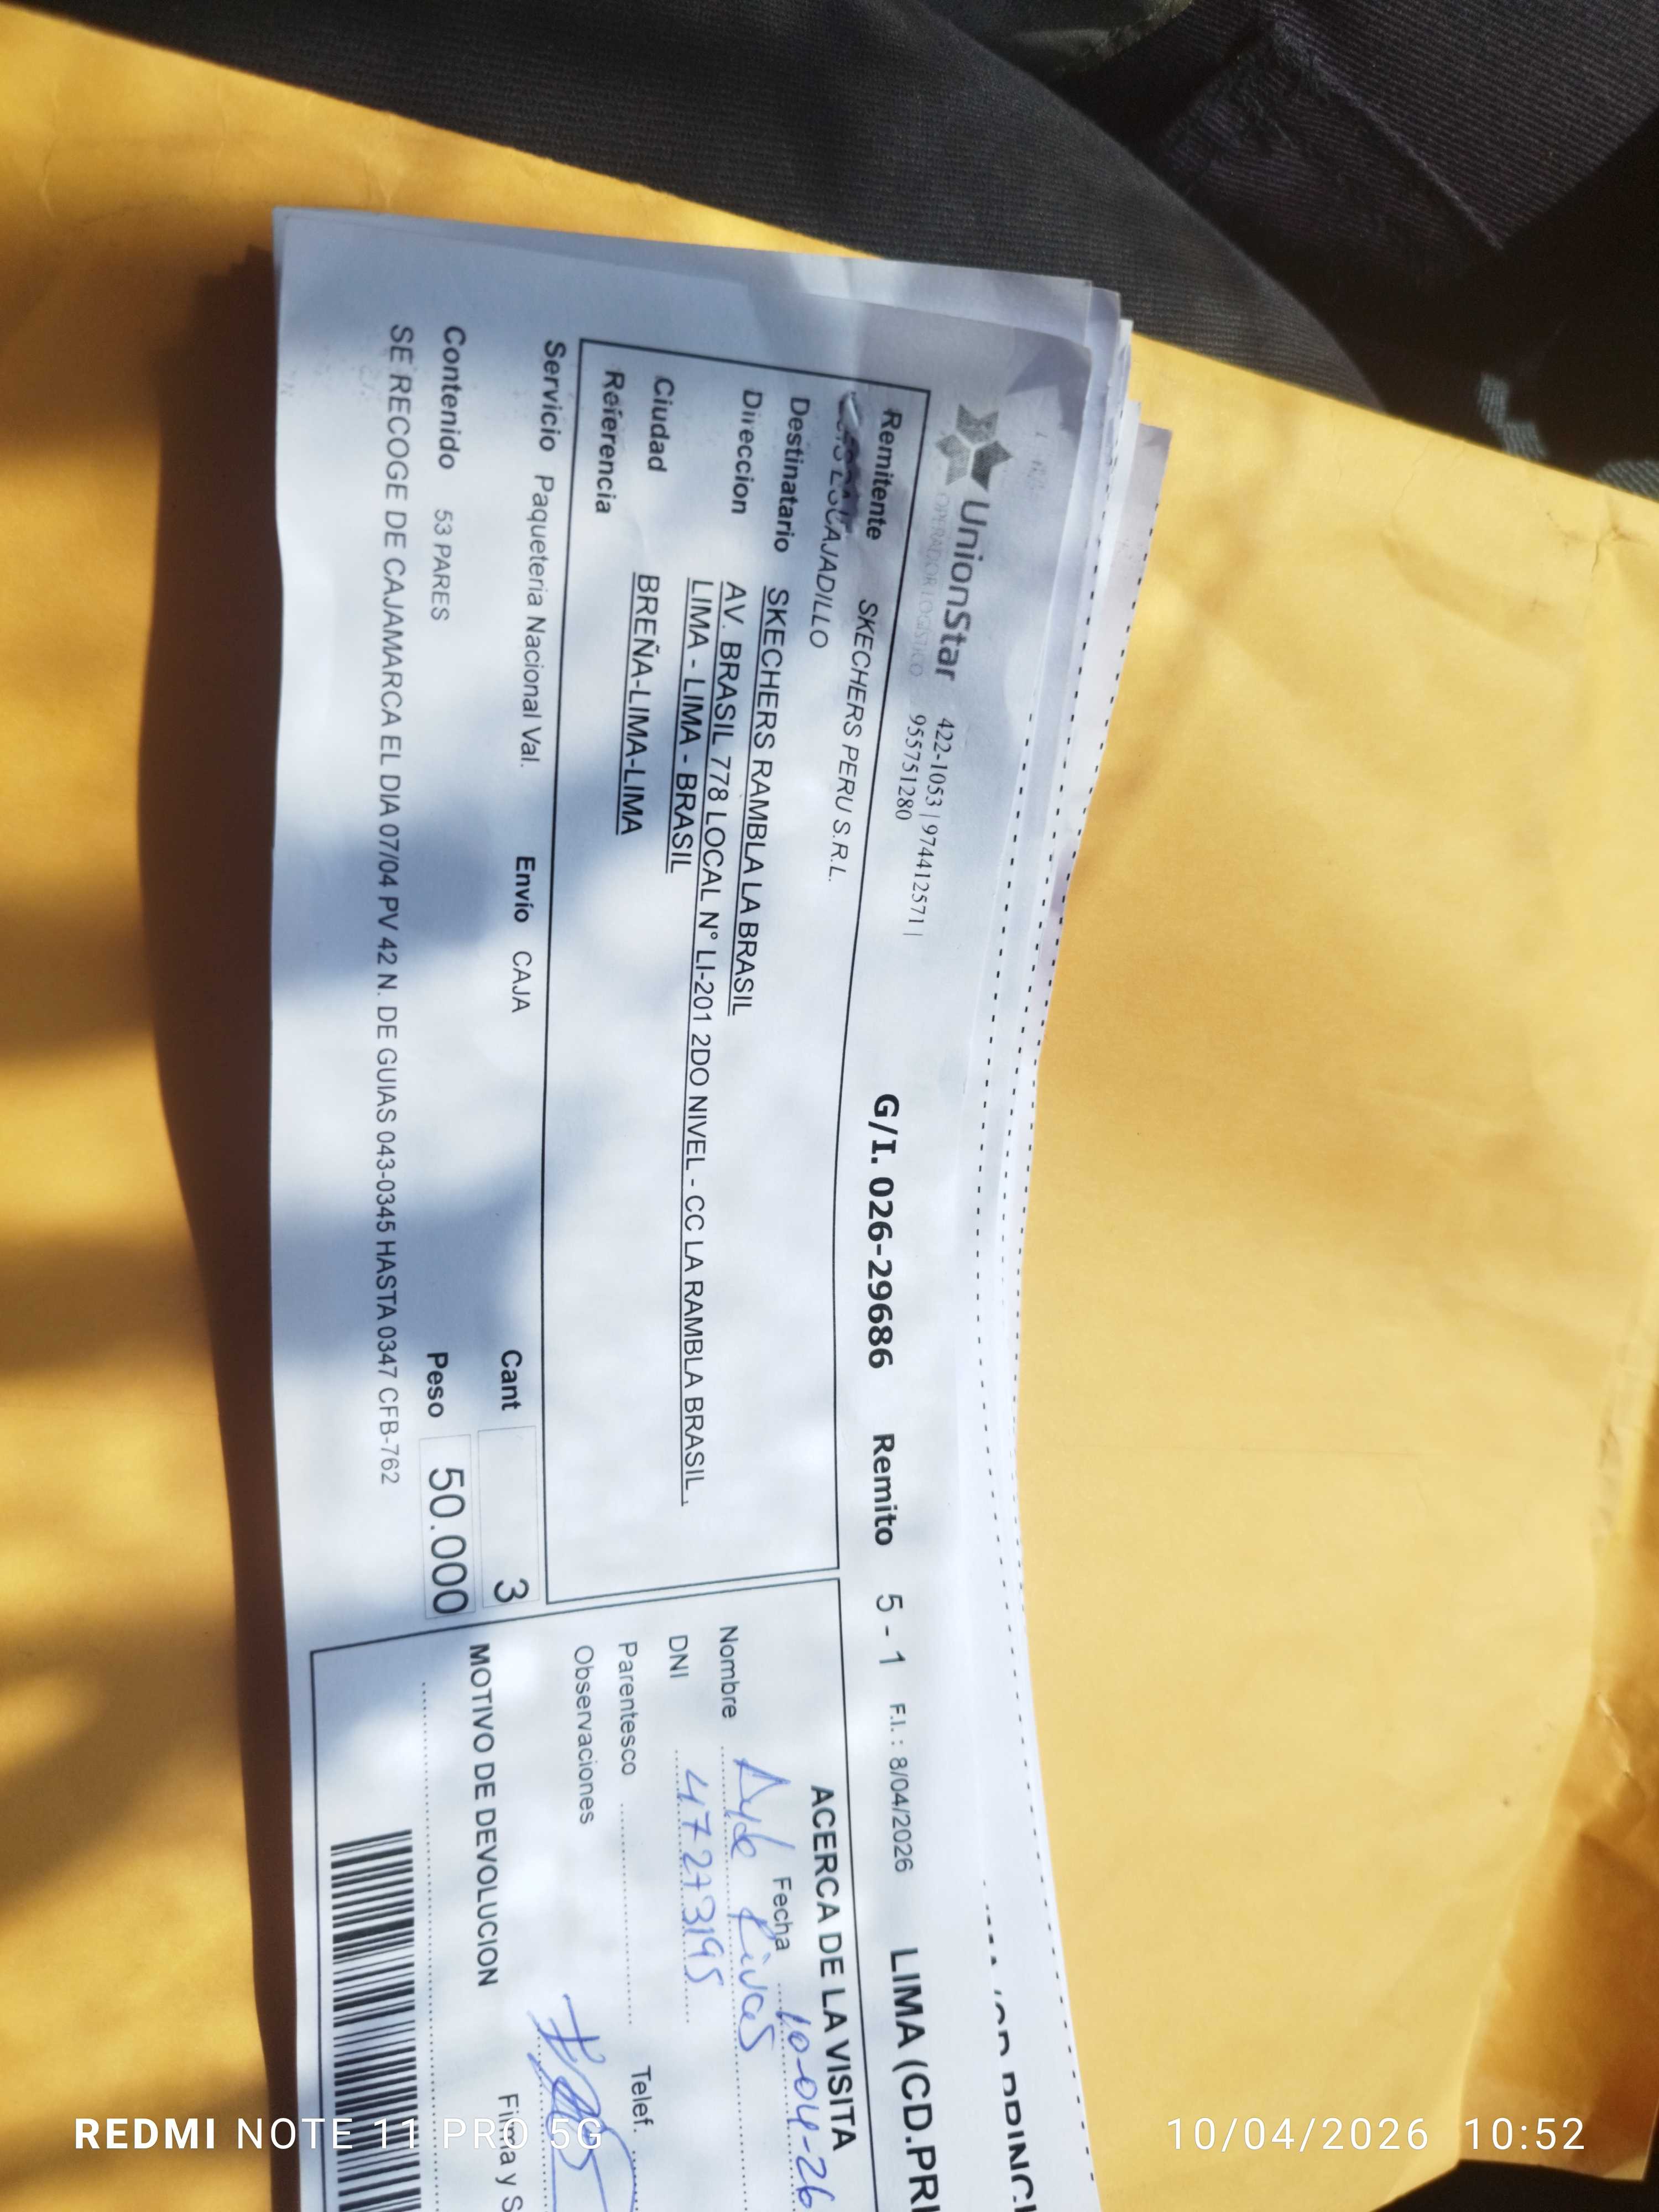 UnionStar
OPERADOR LOGISTICO
422-1053 | 974412571 |
955751280
G/I. 026-29686 Remito 5 - 1 F.I.: 8/04/2026 LIMA (CD.PRI
Remitente SKECHERS PERU S.R.L.
CAJADILLO
Destinatario SKECHERS RAMBLA LA BRASIL
Direccion AV. BRASIL 778 LOCAL N° LI-201 2DO NIVEL - CC LA RAMBLA BRASIL ,
LIMA - LIMA - BRASIL
Ciudad BREÑA-LIMA-LIMA
Referencia
Servicio Paqueteria Nacional Val. Envío CAJA Cant 3
Contenido 53 PARES Peso 50.000
SE RECOGE DE CAJAMARCA EL DIA 07/04 PV 42 N. DE GUIAS 043-0345 HASTA 0347 CFB-762
ACERCA DE LA VISITA
Fecha 10-04-26
Nombre Ayde Rivas
DNI 47273195
Parentesco Telef.
Observaciones
Firma y S
MOTIVO DE DEVOLUCION
REDMI NOTE 11 PRO 5G
10/04/2026 10:52